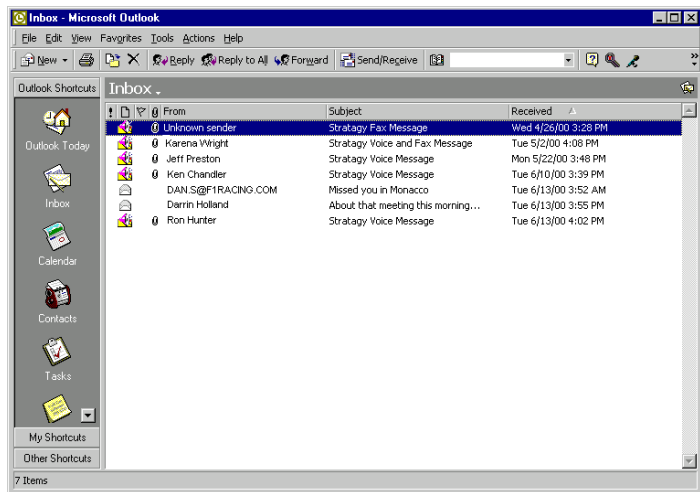 Inbox - Microsoft Outlook
File Edit View Favorites Tools Actions Help
New Reply Reply to All Forward Send/Receive
Outlook Shortcuts
Inbox
! From Subject Received
Unknown sender Stratagy Fax Message Wed 4/26/00 3:28 PM
Karena Wright Stratagy Voice and Fax Message Tue 5/2/00 4:08 PM
Jeff Preston Stratagy Voice Message Mon 5/22/00 3:48 PM
Ken Chandler Stratagy Voice Message Tue 6/10/00 3:39 PM
DAN.S@F1RACING.COM Missed you in Monacco Tue 6/13/00 3:52 AM
Darrin Holland About that meeting this morning... Tue 6/13/00 3:55 PM
Ron Hunter Stratagy Voice Message Tue 6/13/00 4:02 PM
Outlook Today
Inbox
Calendar
Contacts
Tasks
My Shortcuts
Other Shortcuts
7 Items